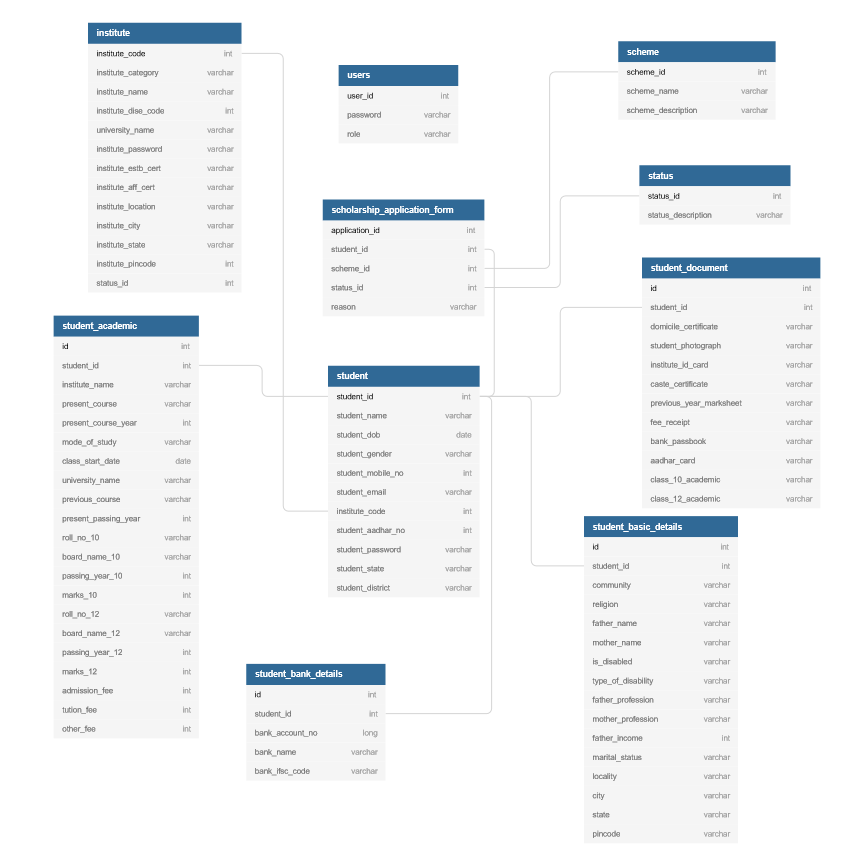 institute
institute_code int
institute_category varchar
institute_name varchar
institute_dise_code int
university_name varchar
institute_password varchar
institute_estb_cert varchar
institute_aff_cert varchar
institute_location varchar
institute_city varchar
institute_state varchar
institute_pincode int
status_id int
users
user_id int
password varchar
role varchar
scheme
scheme_id int
scheme_name varchar
scheme_description varchar
status
status_id int
status_description varchar
scholarship_application_form
application_id int
student_id int
scheme_id int
status_id int
reason varchar
student_document
id int
student_id int
domicile_certificate varchar
student_photograph varchar
institute_id_card varchar
caste_certificate varchar
previous_year_marksheet varchar
fee_receipt varchar
bank_passbook varchar
aadhar_card varchar
class_10_academic varchar
class_12_academic varchar
student_academic
id int
student_id int
institute_name varchar
present_course varchar
present_course_year int
mode_of_study varchar
class_start_date date
university_name varchar
previous_course varchar
present_passing_year int
roll_no_10 varchar
board_name_10 varchar
passing_year_10 int
marks_10 int
roll_no_12 varchar
board_name_12 varchar
passing_year_12 int
marks_12 int
admission_fee int
tution_fee int
other_fee int
student
student_id int
student_name varchar
student_dob date
student_gender varchar
student_mobile_no int
student_email varchar
institute_code int
student_aadhar_no int
student_password varchar
student_state varchar
student_district varchar
student_basic_details
id int
student_id int
community varchar
religion varchar
father_name varchar
mother_name varchar
is_disabled varchar
type_of_disability varchar
father_profession varchar
mother_profession varchar
father_income int
marital_status varchar
locality varchar
city varchar
state varchar
pincode varchar
student_bank_details
id int
student_id int
bank_account_no long
bank_name varchar
bank_ifsc_code varchar